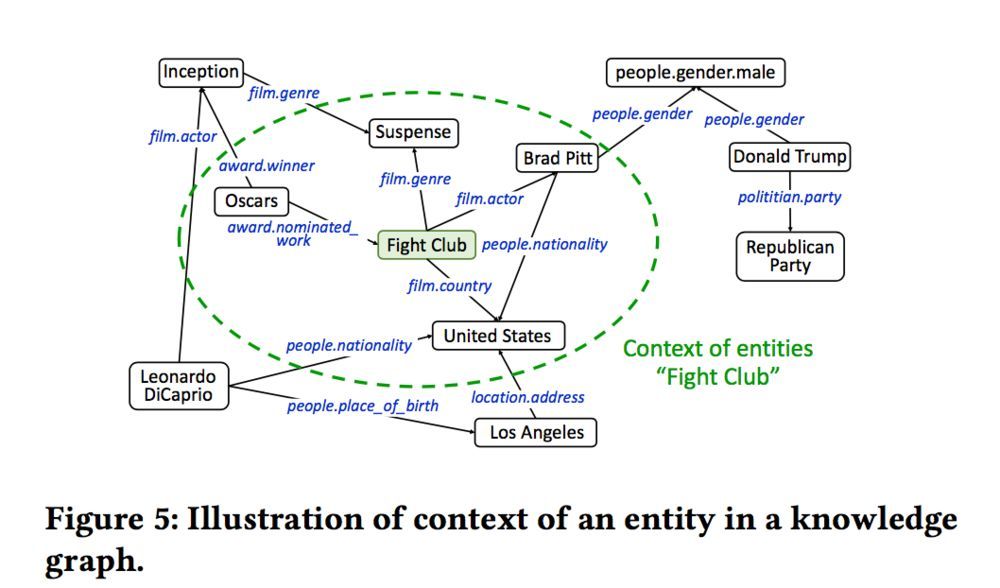 Inception
people.gender.male
film.genre
people.gender
people.gender
film.actor
Suspense
Brad Pitt
Donald Trump
award.winner
film.genre
Oscars
film.actor
polititian.party
award.nominated_
work
Fight Club
people.nationality
Republican
Party
film.country
United States
people.nationality
Context of entities
“Fight Club”
Leonardo
DiCaprio
people.place_of_birth
location.address
Los Angeles
Figure 5: Illustration of context of an entity in a knowledge
graph.